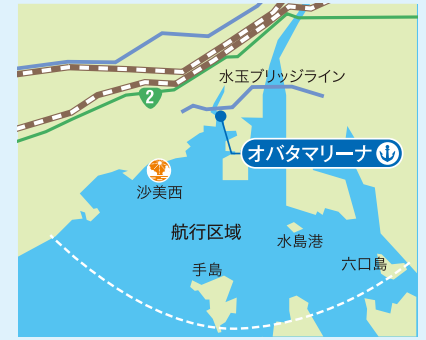 2
水玉ブリッジライン
オバタマリーナ
沙美西
航行区域
水島港
六口島
手島